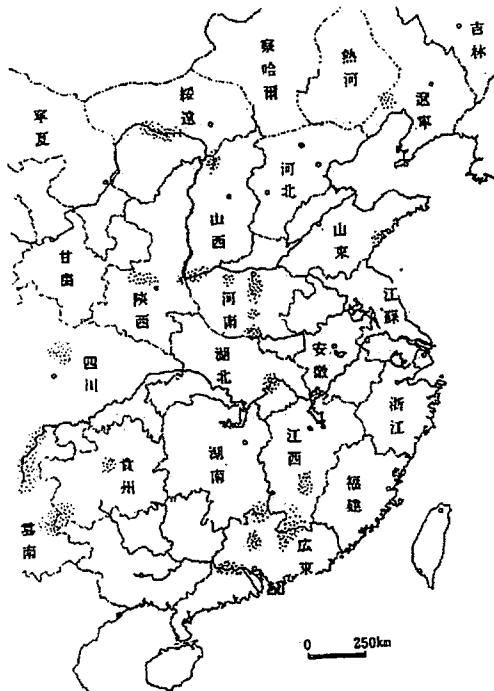 吉林
察哈爾
熱河
綏遠
遼寧
寧夏
河北
山西
山東
甘肅
陝西
河南
江蘇
四川
湖北
安徽
浙江
江西
湖南
貴州
福建
雲南
広東
0 250km